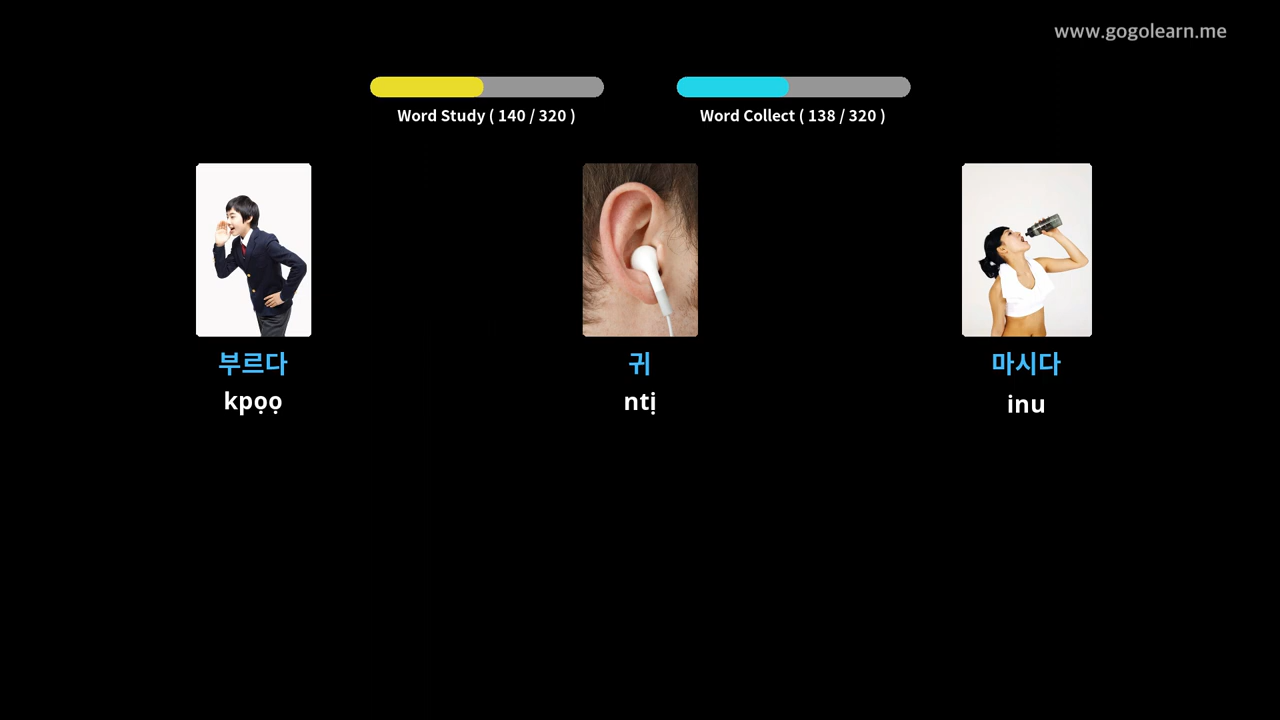 www.gogolearn.me
Word Study ( 140 / 320 )
Word Collect ( 138 / 320 )
부르다
귀
마시다
kpọọ
ntị
inu